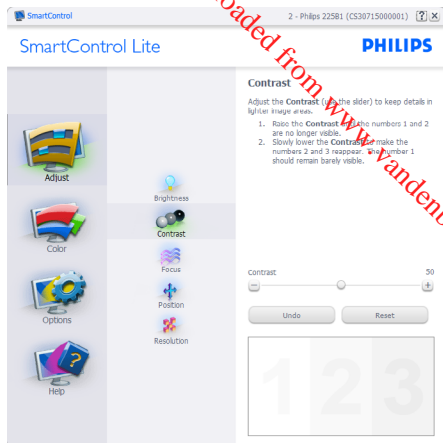 SmartControl
2 - Philips 225B1 (CS30715000001)
SmartControl Lite
PHILIPS
Contrast
Adjust the Contrast (use the slider) to keep details in
lighter image areas.
1. Raise the Contrast until the numbers 1 and 2
are no longer visible.
2. Slowly lower the Contrast to make the
numbers 2 and 3 reappear. The number 1
should remain barely visible.
Adjust
Color
Options
Help
Brightness
Contrast
Focus
Position
Resolution
Contrast
50
Undo
Reset
1 2 3
Downloaded from www.vandenb